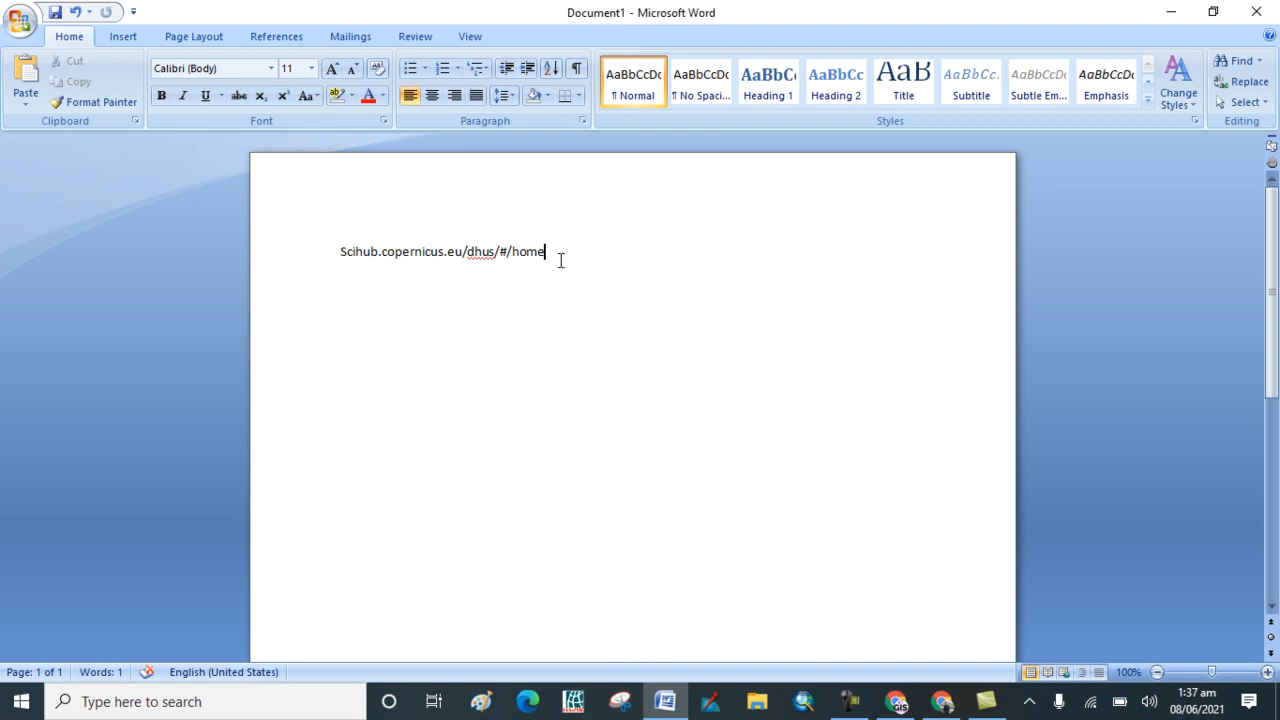 Document1 - Microsoft Word
Home Insert Page Layout References Mailings Review View
Paste
Cut
Copy
Format Painter
Clipboard
Calibri (Body) 11
Font
Paragraph
AaBbCcDc AaBbCcDc AaBbC AaBbCc AaB AaBbCc. AaBbCcDc AaBbCcDc
¶ Normal ¶ No Spaci... Heading 1 Heading 2 Title Subtitle Subtle Em... Emphasis
Styles
Change Styles
Find
Replace
Select
Editing
Scihub.copernicus.eu/dhus/#/home
Page: 1 of 1 Words: 1 English (United States) 100%
Type here to search
GIS
1:37 am
08/06/2021